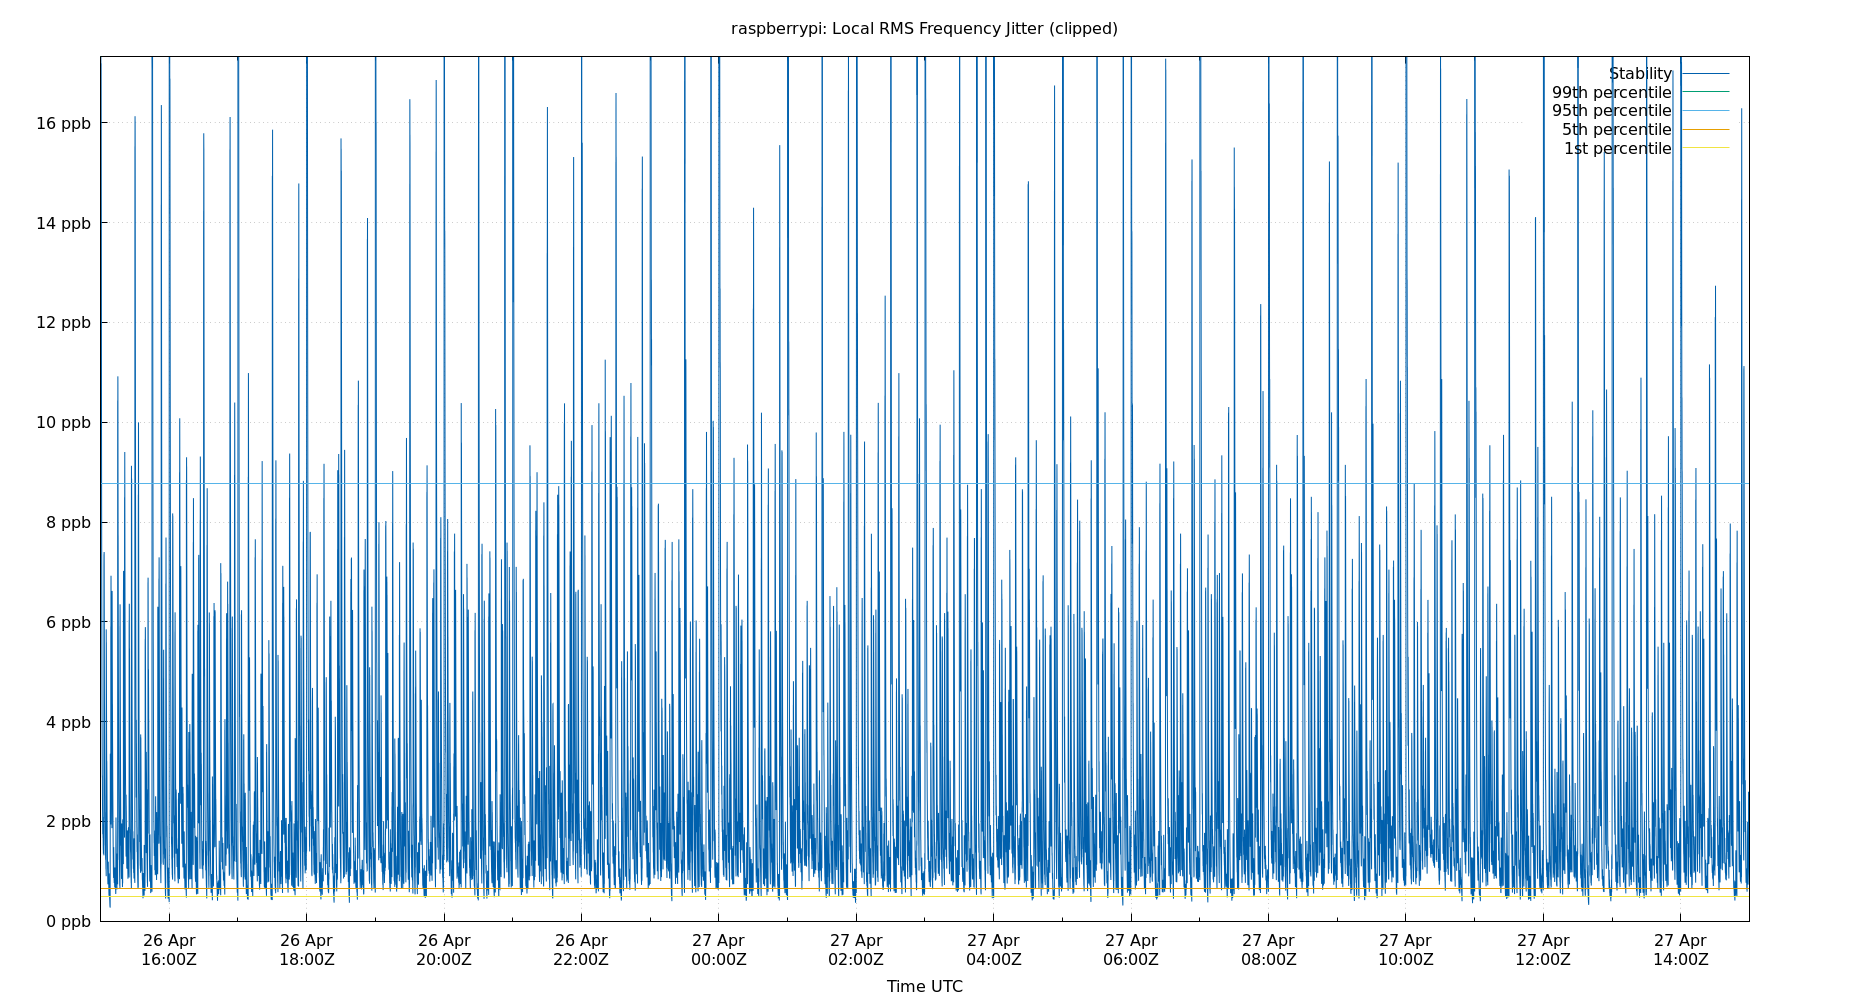 raspberrypi: Local RMS Frequency Jitter (clipped)
Stability
99th percentile
95th percentile
5th percentile
1st percentile
16 ppb
14 ppb
12 ppb
10 ppb
8 ppb
6 ppb
4 ppb
2 ppb
0 ppb
26 Apr 26 Apr 26 Apr 26 Apr 27 Apr 27 Apr 27 Apr 27 Apr 27 Apr 27 Apr 27 Apr 27 Apr
16:00Z 18:00Z 20:00Z 22:00Z 00:00Z 02:00Z 04:00Z 06:00Z 08:00Z 10:00Z 12:00Z 14:00Z
Time UTC